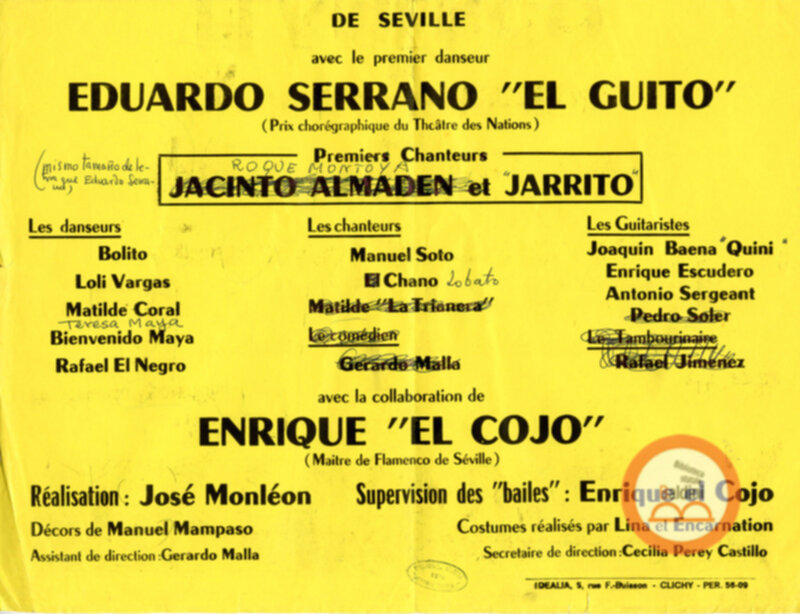 DE SEVILLE
avec le premier danseur
EDUARDO SERRANO "EL GUITO"
(Prix chorégraphique du Théâtre des Nations)
Premiers Chanteurs
(mismo tamaño de le-
tra que Eduardo Serra-
no)
ROQUE MONTOYA
JACINTO ALMADEN et "JARRITO"
Les danseurs
Bolito
Loli Vargas
Matilde Coral
Teresa Maya
Bienvenido Maya
Rafael El Negro
Les chanteurs
Manuel Soto
El Chano Lobato
Matilde "La Trianera"
Le comédien
Gerardo Malla
Les Guitaristes
Joaquin Baena "Quini"
Enrique Escudero
Antonio Sergeant
Pedro Soler
Le Tambourinaire
Rafael Jimenez
avec la collaboration de
ENRIQUE "EL COJO"
(Maitre de Flamenco de Séville)
Réalisation : José Monléon
Supervision des "bailes" : Enrique el Cojo
Décors de Manuel Mampaso
Costumes réalisés par Lina et Encarnation
Assistant de direction :Gerardo Malla
Secretaire de direction :Cecilia Perey Castillo
IDEALIA, 5, rue F.-Buisson - CLICHY - PER. 56-09
Biblioteca